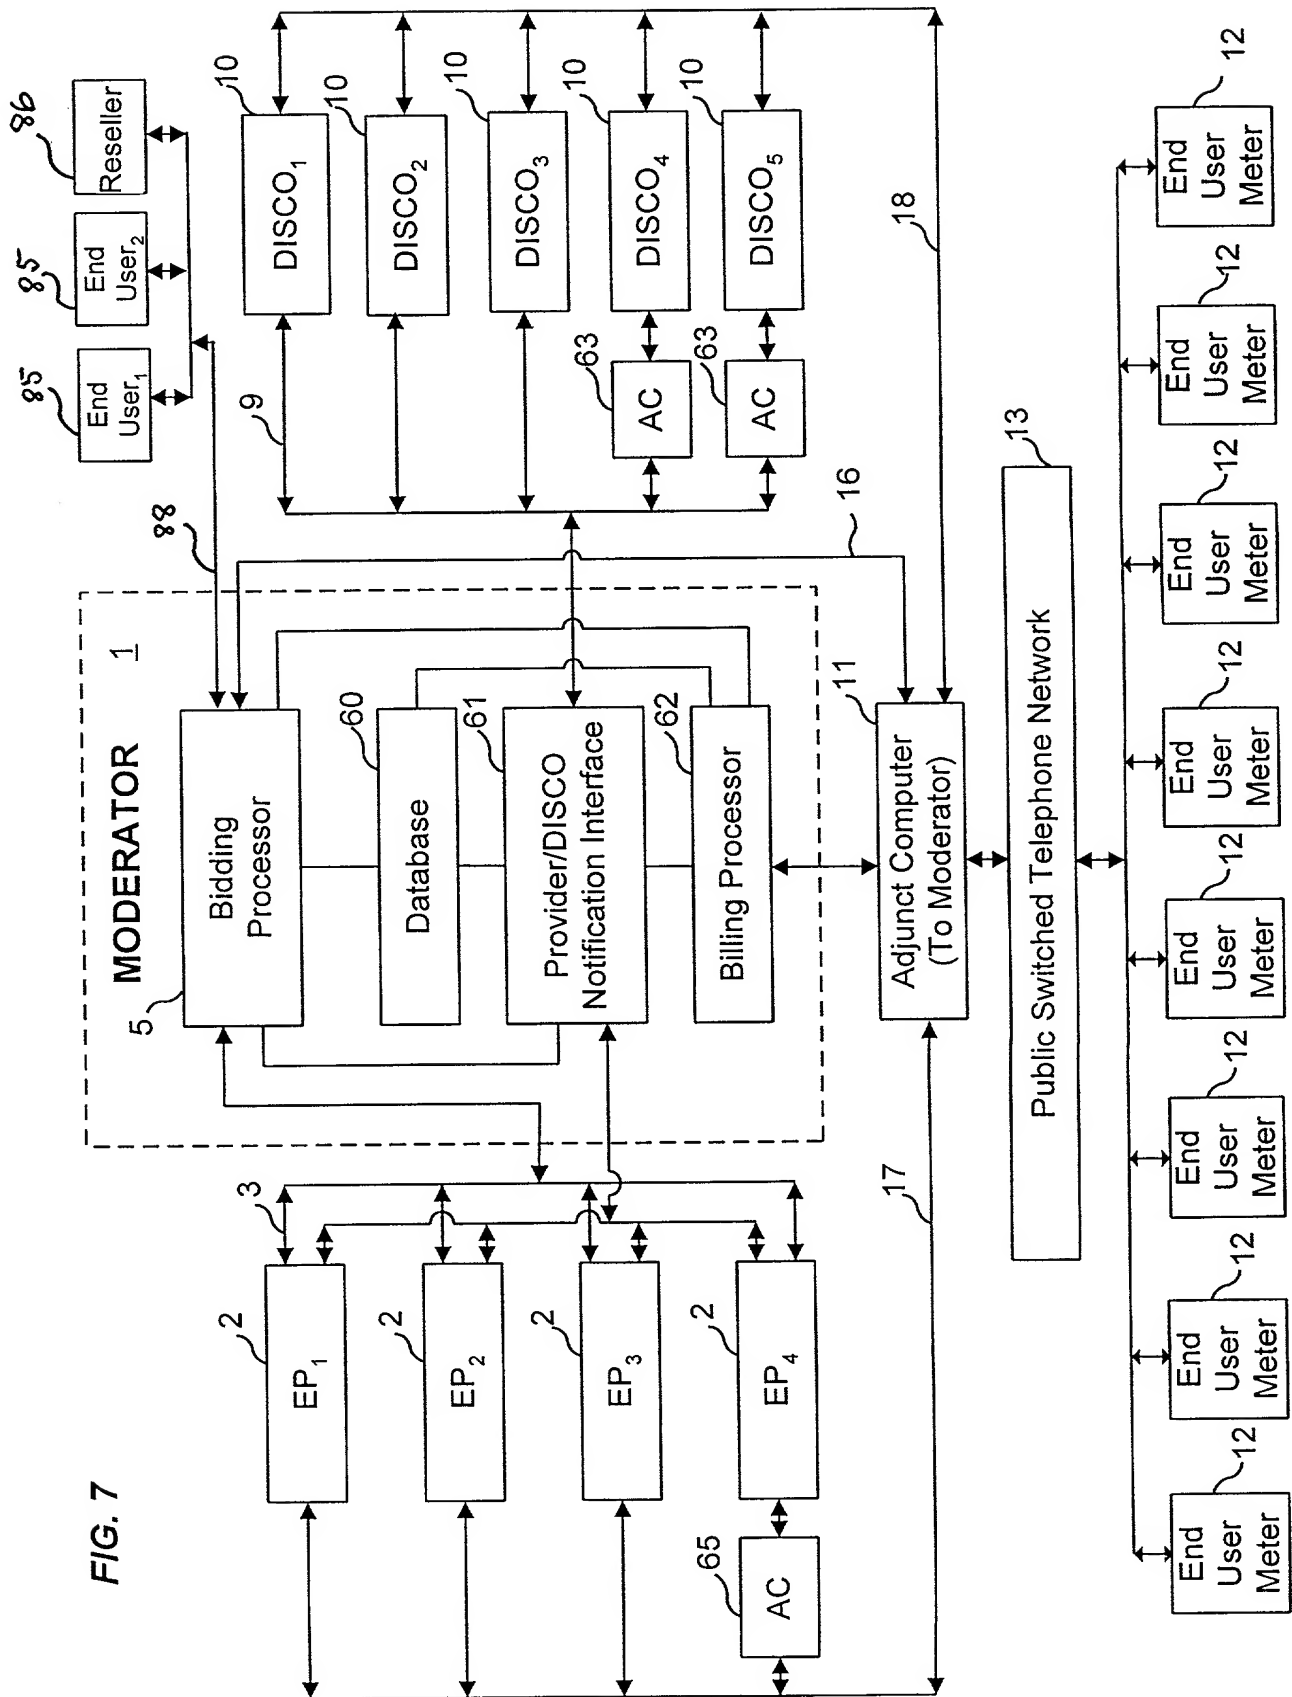 FIG. 7
MODERATOR
1
5
Bidding
Processor
60
Database
61
Provider/DISCO
Notification Interface
62
Billing Processor
88
85
End
User1
85
End
User2
86
Reseller
3
2
EP1
2
EP2
2
EP3
2
EP4
65
AC
9
10
DISCO1
10
DISCO2
10
DISCO3
10
DISCO4
10
DISCO5
63
AC
63
AC
16
17
18
11
Adjunct Computer
(To Moderator)
13
Public Switched Telephone Network
12
End
User
Meter
12
End
User
Meter
12
End
User
Meter
12
End
User
Meter
12
End
User
Meter
12
End
User
Meter
12
End
User
Meter
12
End
User
Meter